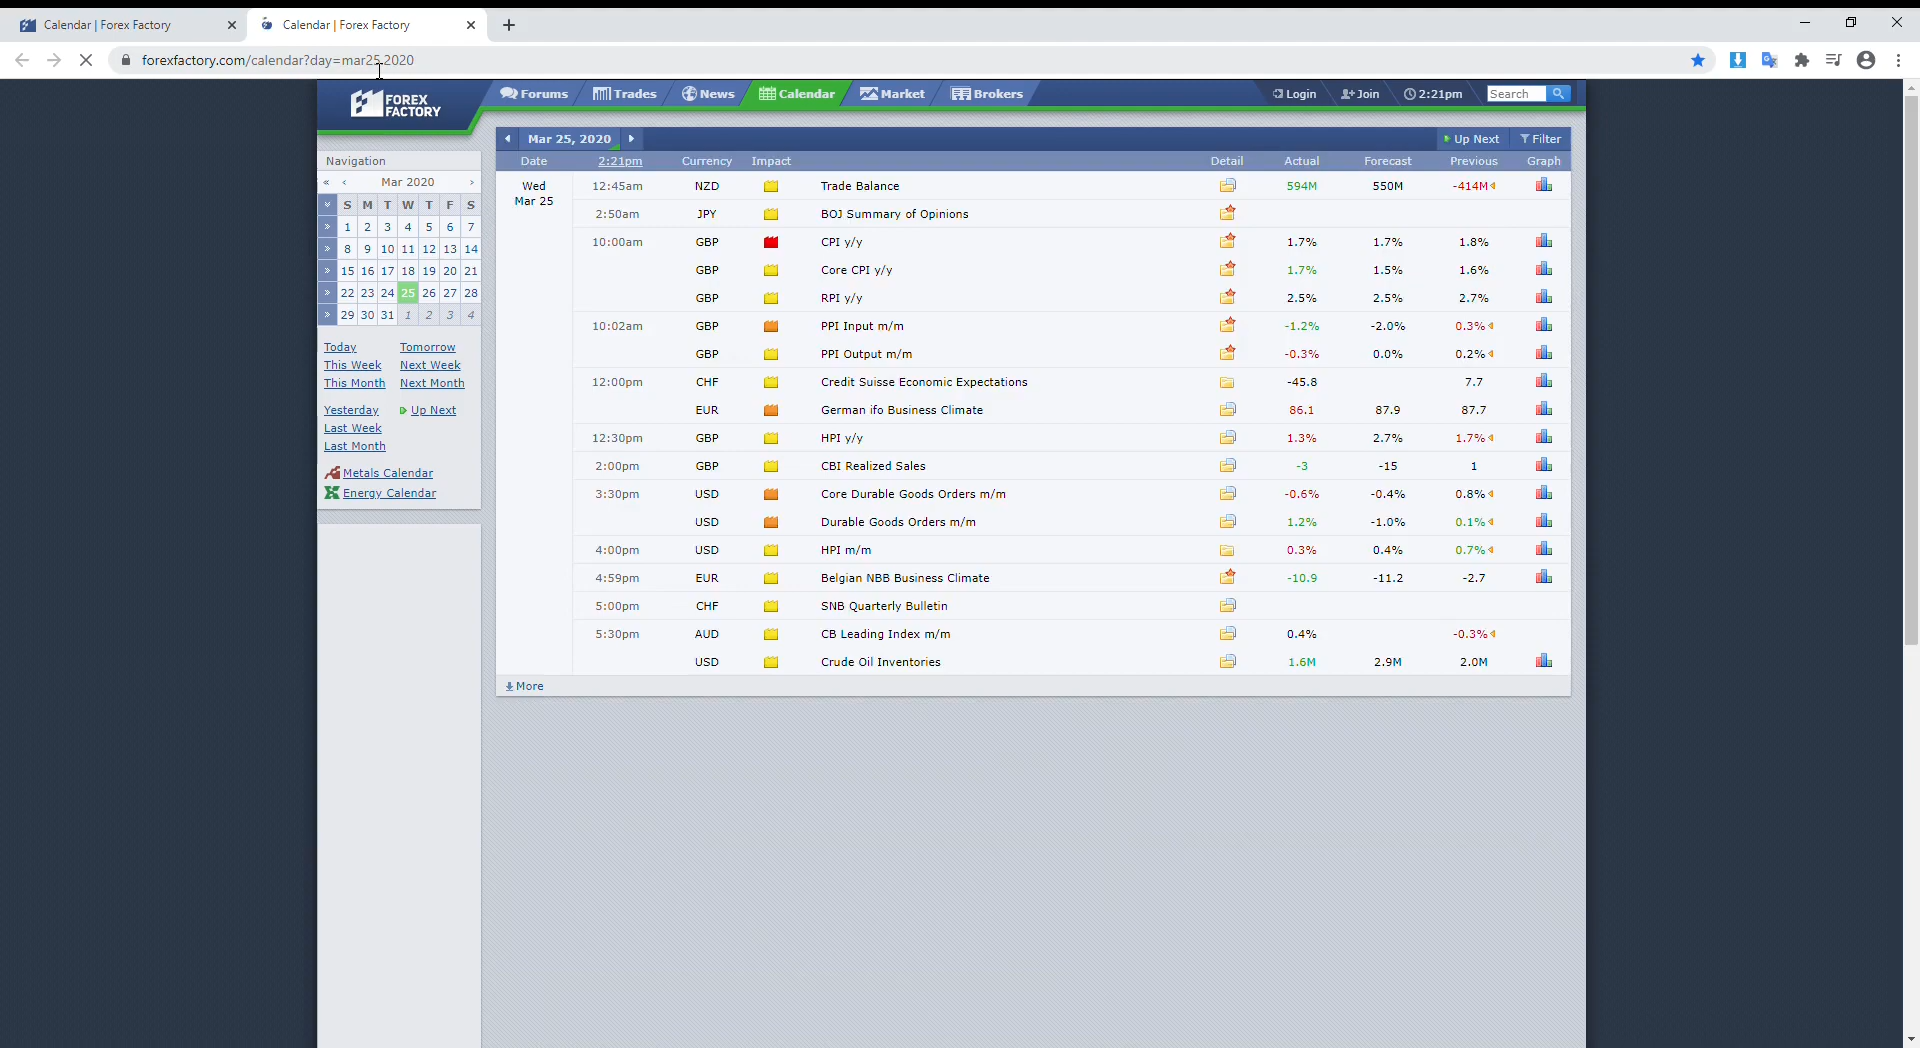 Calendar | Forex Factory
Calendar | Forex Factory
forexfactory.com/calendar?day=mar25.2020
FOREX FACTORY
Forums Trades News Calendar Market Brokers Login Join 2:21pm Search
Navigation
« ‹ Mar 2020 ›
S M T W T F S
1 2 3 4 5 6 7
8 9 10 11 12 13 14
15 16 17 18 19 20 21
22 23 24 25 26 27 28
29 30 31 1 2 3 4
Today Tomorrow
This Week Next Week
This Month Next Month
Yesterday Up Next
Last Week
Last Month
Metals Calendar
Energy Calendar
Mar 25, 2020 Up Next Filter
Date 2:21pm Currency Impact Detail Actual Forecast Previous Graph
Wed Mar 25
12:45am NZD Trade Balance 594M 550M -414M
2:50am JPY BOJ Summary of Opinions
10:00am GBP CPI y/y 1.7% 1.7% 1.8%
GBP Core CPI y/y 1.7% 1.5% 1.6%
GBP RPI y/y 2.5% 2.5% 2.7%
10:02am GBP PPI Input m/m -1.2% -2.0% 0.3%
GBP PPI Output m/m -0.3% 0.0% 0.2%
12:00pm CHF Credit Suisse Economic Expectations -45.8 7.7
EUR German ifo Business Climate 86.1 87.9 87.7
12:30pm GBP HPI y/y 1.3% 2.7% 1.7%
2:00pm GBP CBI Realized Sales -3 -15 1
3:30pm USD Core Durable Goods Orders m/m -0.6% -0.4% 0.8%
USD Durable Goods Orders m/m 1.2% -1.0% 0.1%
4:00pm USD HPI m/m 0.3% 0.4% 0.7%
4:59pm EUR Belgian NBB Business Climate -10.9 -11.2 -2.7
5:00pm CHF SNB Quarterly Bulletin
5:30pm AUD CB Leading Index m/m 0.4% -0.3%
USD Crude Oil Inventories 1.6M 2.9M 2.0M
More